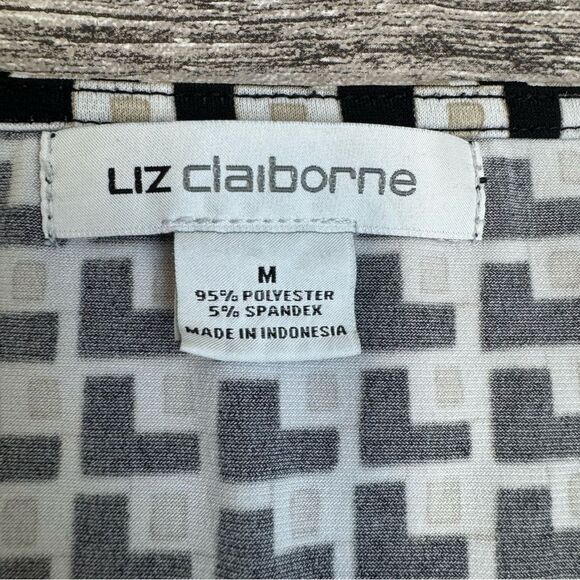 LIZ claiborne
M
95% POLYESTER
5% SPANDEX
MADE IN INDONESIA